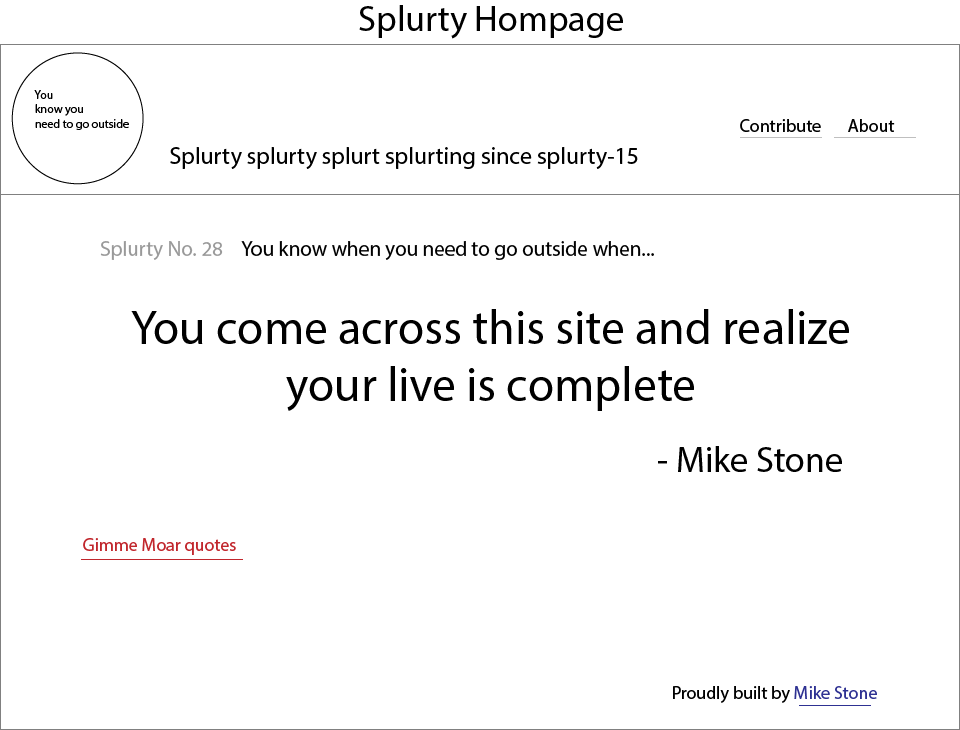 Splurty Hompage
You
know you
need to go outside
Splurty splurty splurt splurting since splurty-15
Contribute
About
Splurty No. 28
You know when you need to go outside when...
You come across this site and realize
your live is complete
- Mike Stone
Gimme Moar quotes
Proudly built by Mike Stone